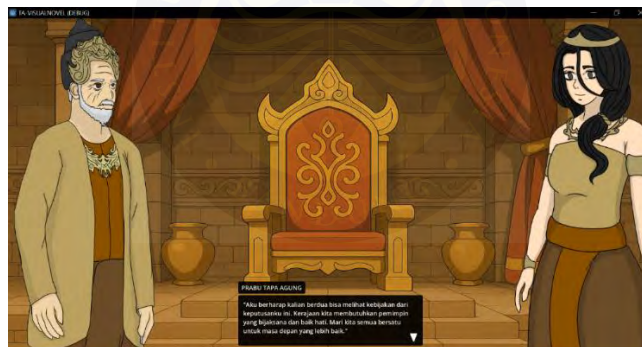 TA-VISUALNOVEL (DEBUG)
PRABU TAPA AGUNG
"Aku berharap kalian berdua bisa melihat kebijakan dari
keputusanku ini. Kerajaan kita membutuhkan pemimpin
yang bijaksana dan baik hati. Mari kita semua bersatu
untuk masa depan yang lebih baik."